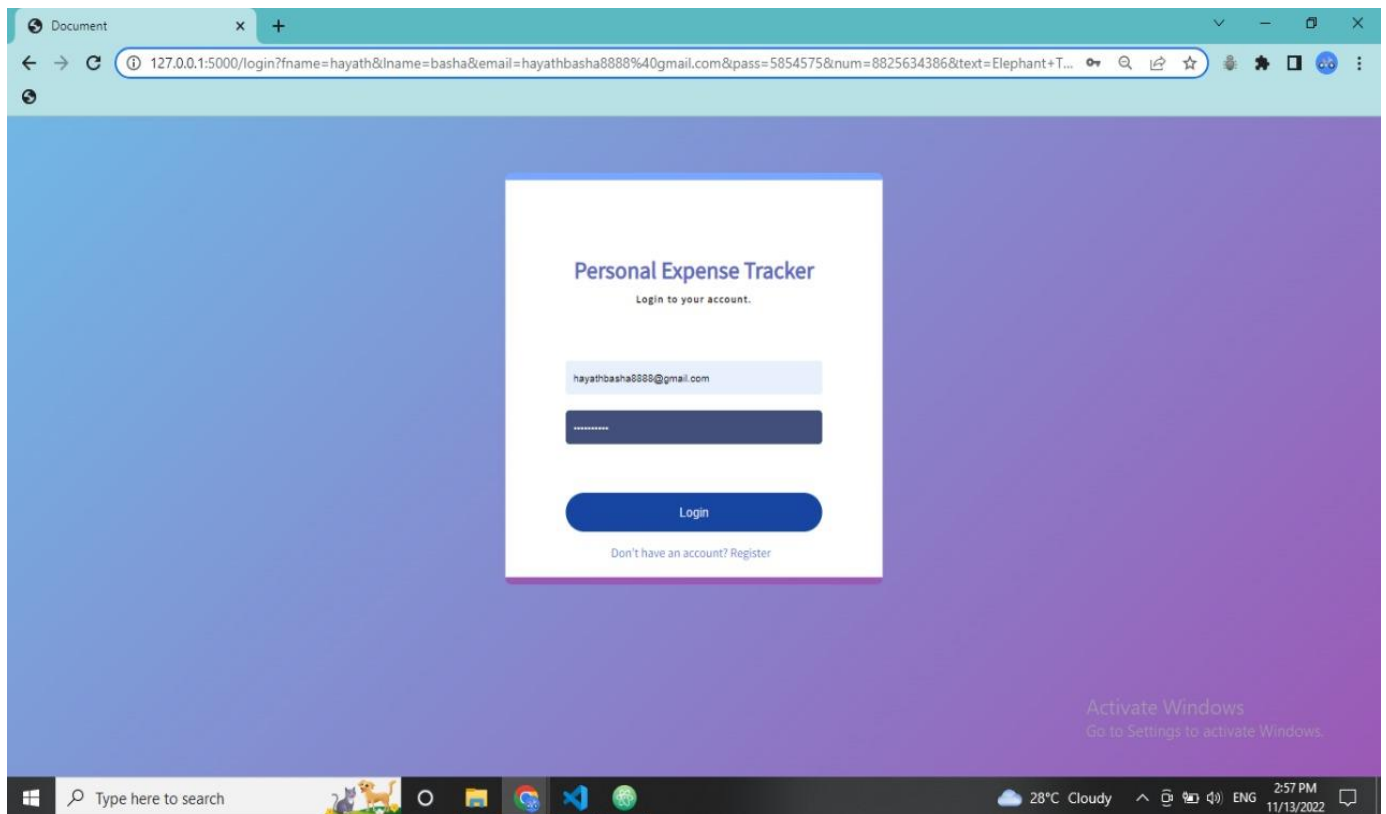 Document
127.0.0.1:5000/login?fname=hayath&lname=basha&email=hayathbasha8888%40gmail.com&pass=5854575&num=8825634386&text=Elephant+T...
Personal Expense Tracker
Login to your account.
hayathbasha8888@gmail.com
Login
Don't have an account? Register
Activate Windows
Go to Settings to activate Windows.
Type here to search
28°C Cloudy
ENG
2:57 PM
11/13/2022